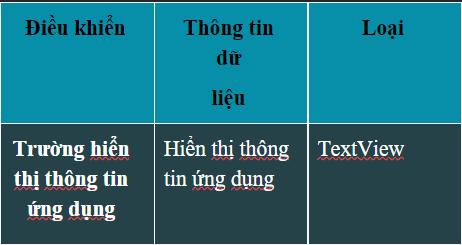 Điều khiển
Thông tin
dữ
liệu
Loại
Trường hiển
thị thông tin
ứng dụng
Hiển thị thông
tin ứng dụng
TextView